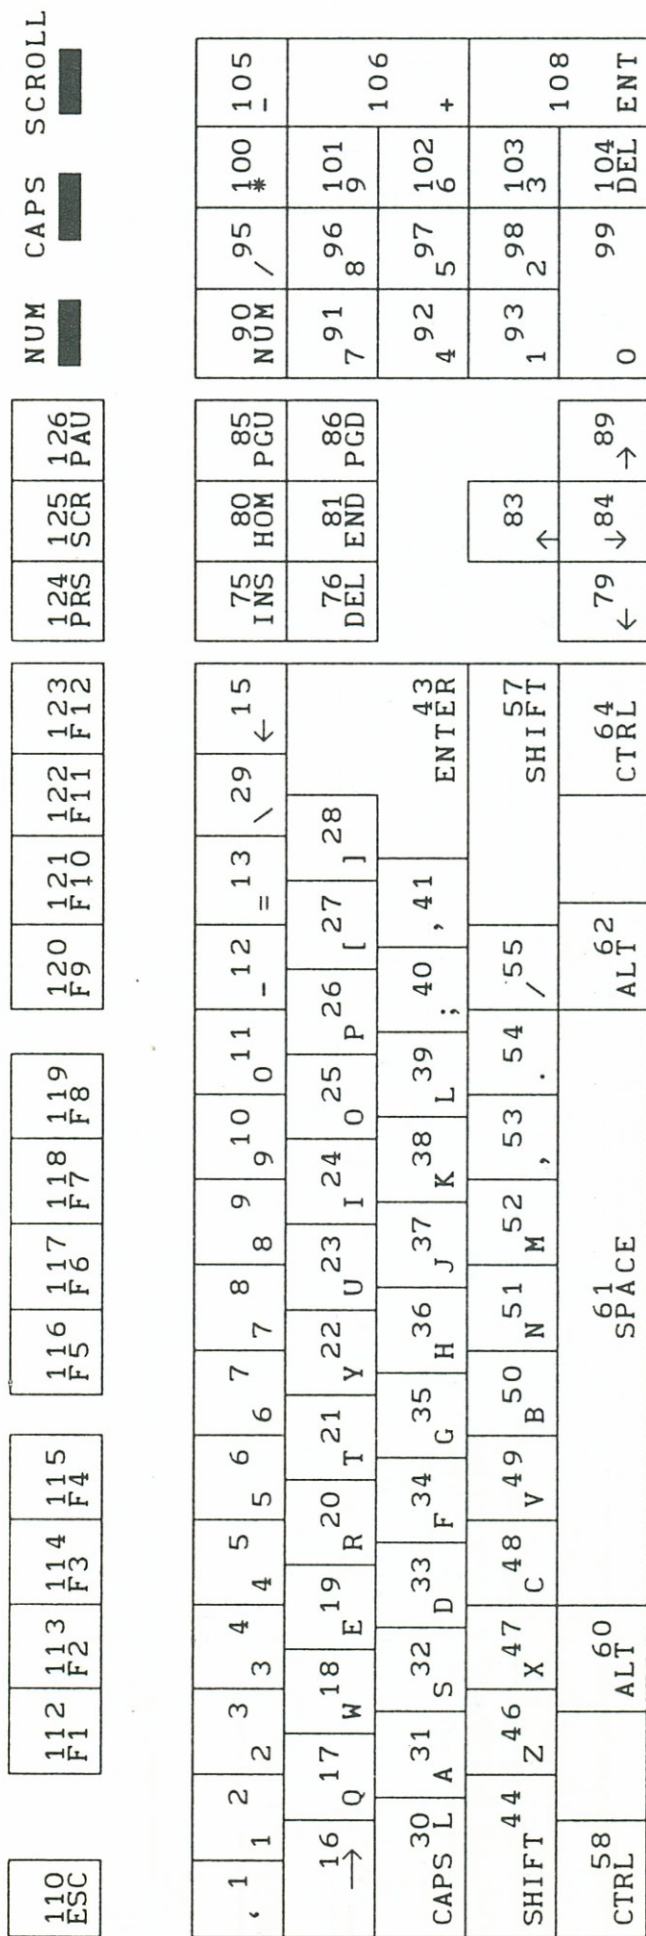 NUM CAPS SCROLL
110 112 113 114 115 116 117 118 119 120 121 122 123 124 125 126
ESC F1 F2 F3 F4 F5 F6 F7 F8 F9 F10 F11 F12 PRS SCR PAU
1 2 3 4 5 6 7 8 9 10 11 12 13 29 15 75 80 85 90 95 100 105
‘ 1 2 3 4 5 6 7 8 9 0 - = \ ← INS HOM PGU NUM / * -
16 17 18 19 20 21 22 23 24 25 26 27 28 76 81 86 91 96 101 106
→ Q W E R T Y U I O P [ ] DEL END PGD 7 8 9
30 31 32 33 34 35 36 37 38 39 40 41 43 92 97 102
CAPS L A S D F G H J K L ; , ENTER 4 5 6 +
44 46 47 48 49 50 51 52 53 54 55 57 83 93 98 103 108
SHIFT Z X C V B N M , . / SHIFT ↑ 1 2 3
58 60 61 62 64 79 84 89 99 104
CTRL ALT SPACE ALT CTRL ← ↓ → 0 DEL ENT